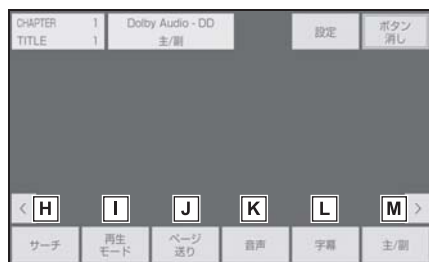 CHAPTER 1
TITLE 1
Dolby Audio - DD
主/副
設定
ボタン
消し
< H I J K L M >
サーチ
再生
モード
ページ
送り
音声
字幕
主/副